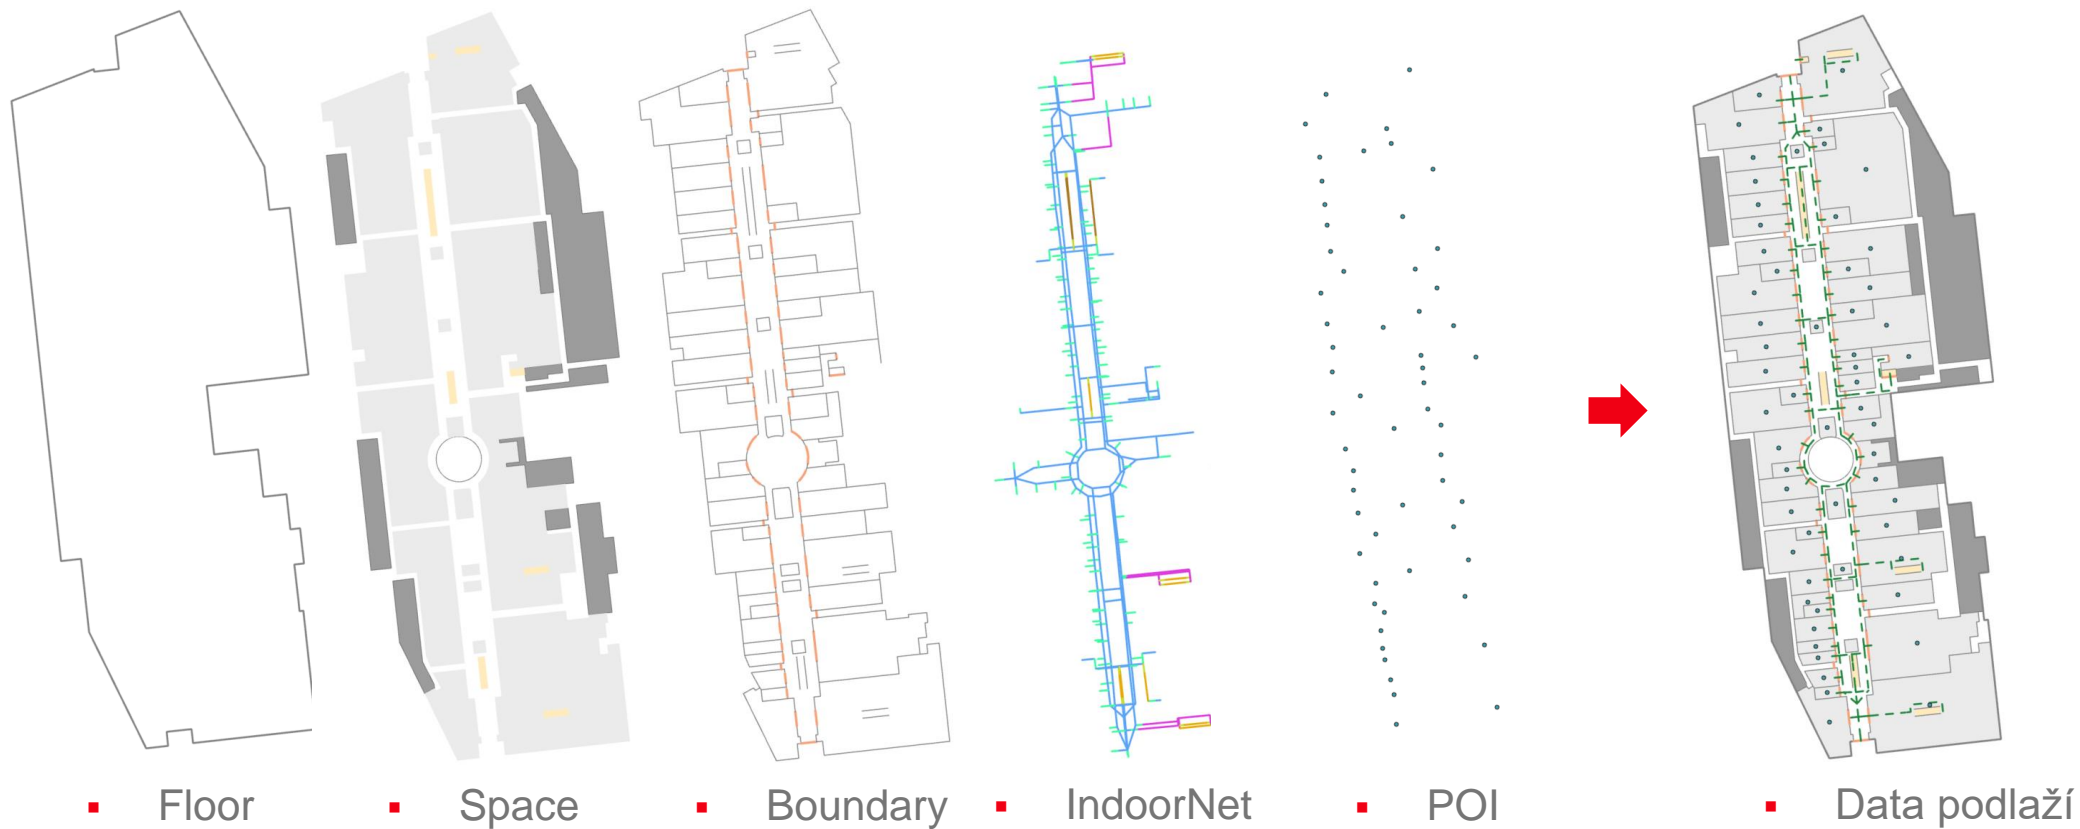 Floor
Space
Boundary
IndoorNet
POI
Data podlaží